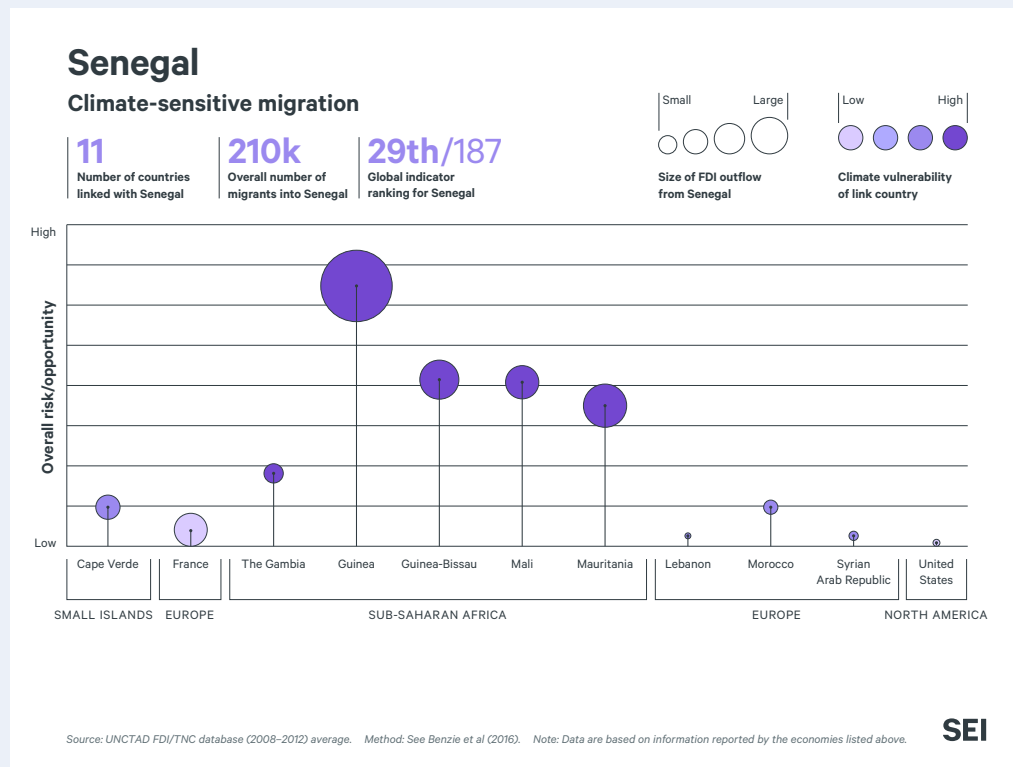 Senegal
Climate-sensitive migration
11
Number of countries
linked with Senegal
210k
Overall number of
migrants into Senegal
29th/187
Global indicator
ranking for Senegal
Small Large
Size of FDI outflow
from Senegal
Low High
Climate vulnerability
of link country
High
Overall risk/opportunity
Low
Cape Verde France The Gambia Guinea Guinea-Bissau Mali Mauritania Lebanon Morocco Syrian United
Arab Republic States
SMALL ISLANDS EUROPE SUB-SAHARAN AFRICA EUROPE NORTH AMERICA
Source: UNCTAD FDI/TNC database (2008–2012) average. Method: See Benzie et al (2016). Note: Data are based on information reported by the economies listed above.
SEI